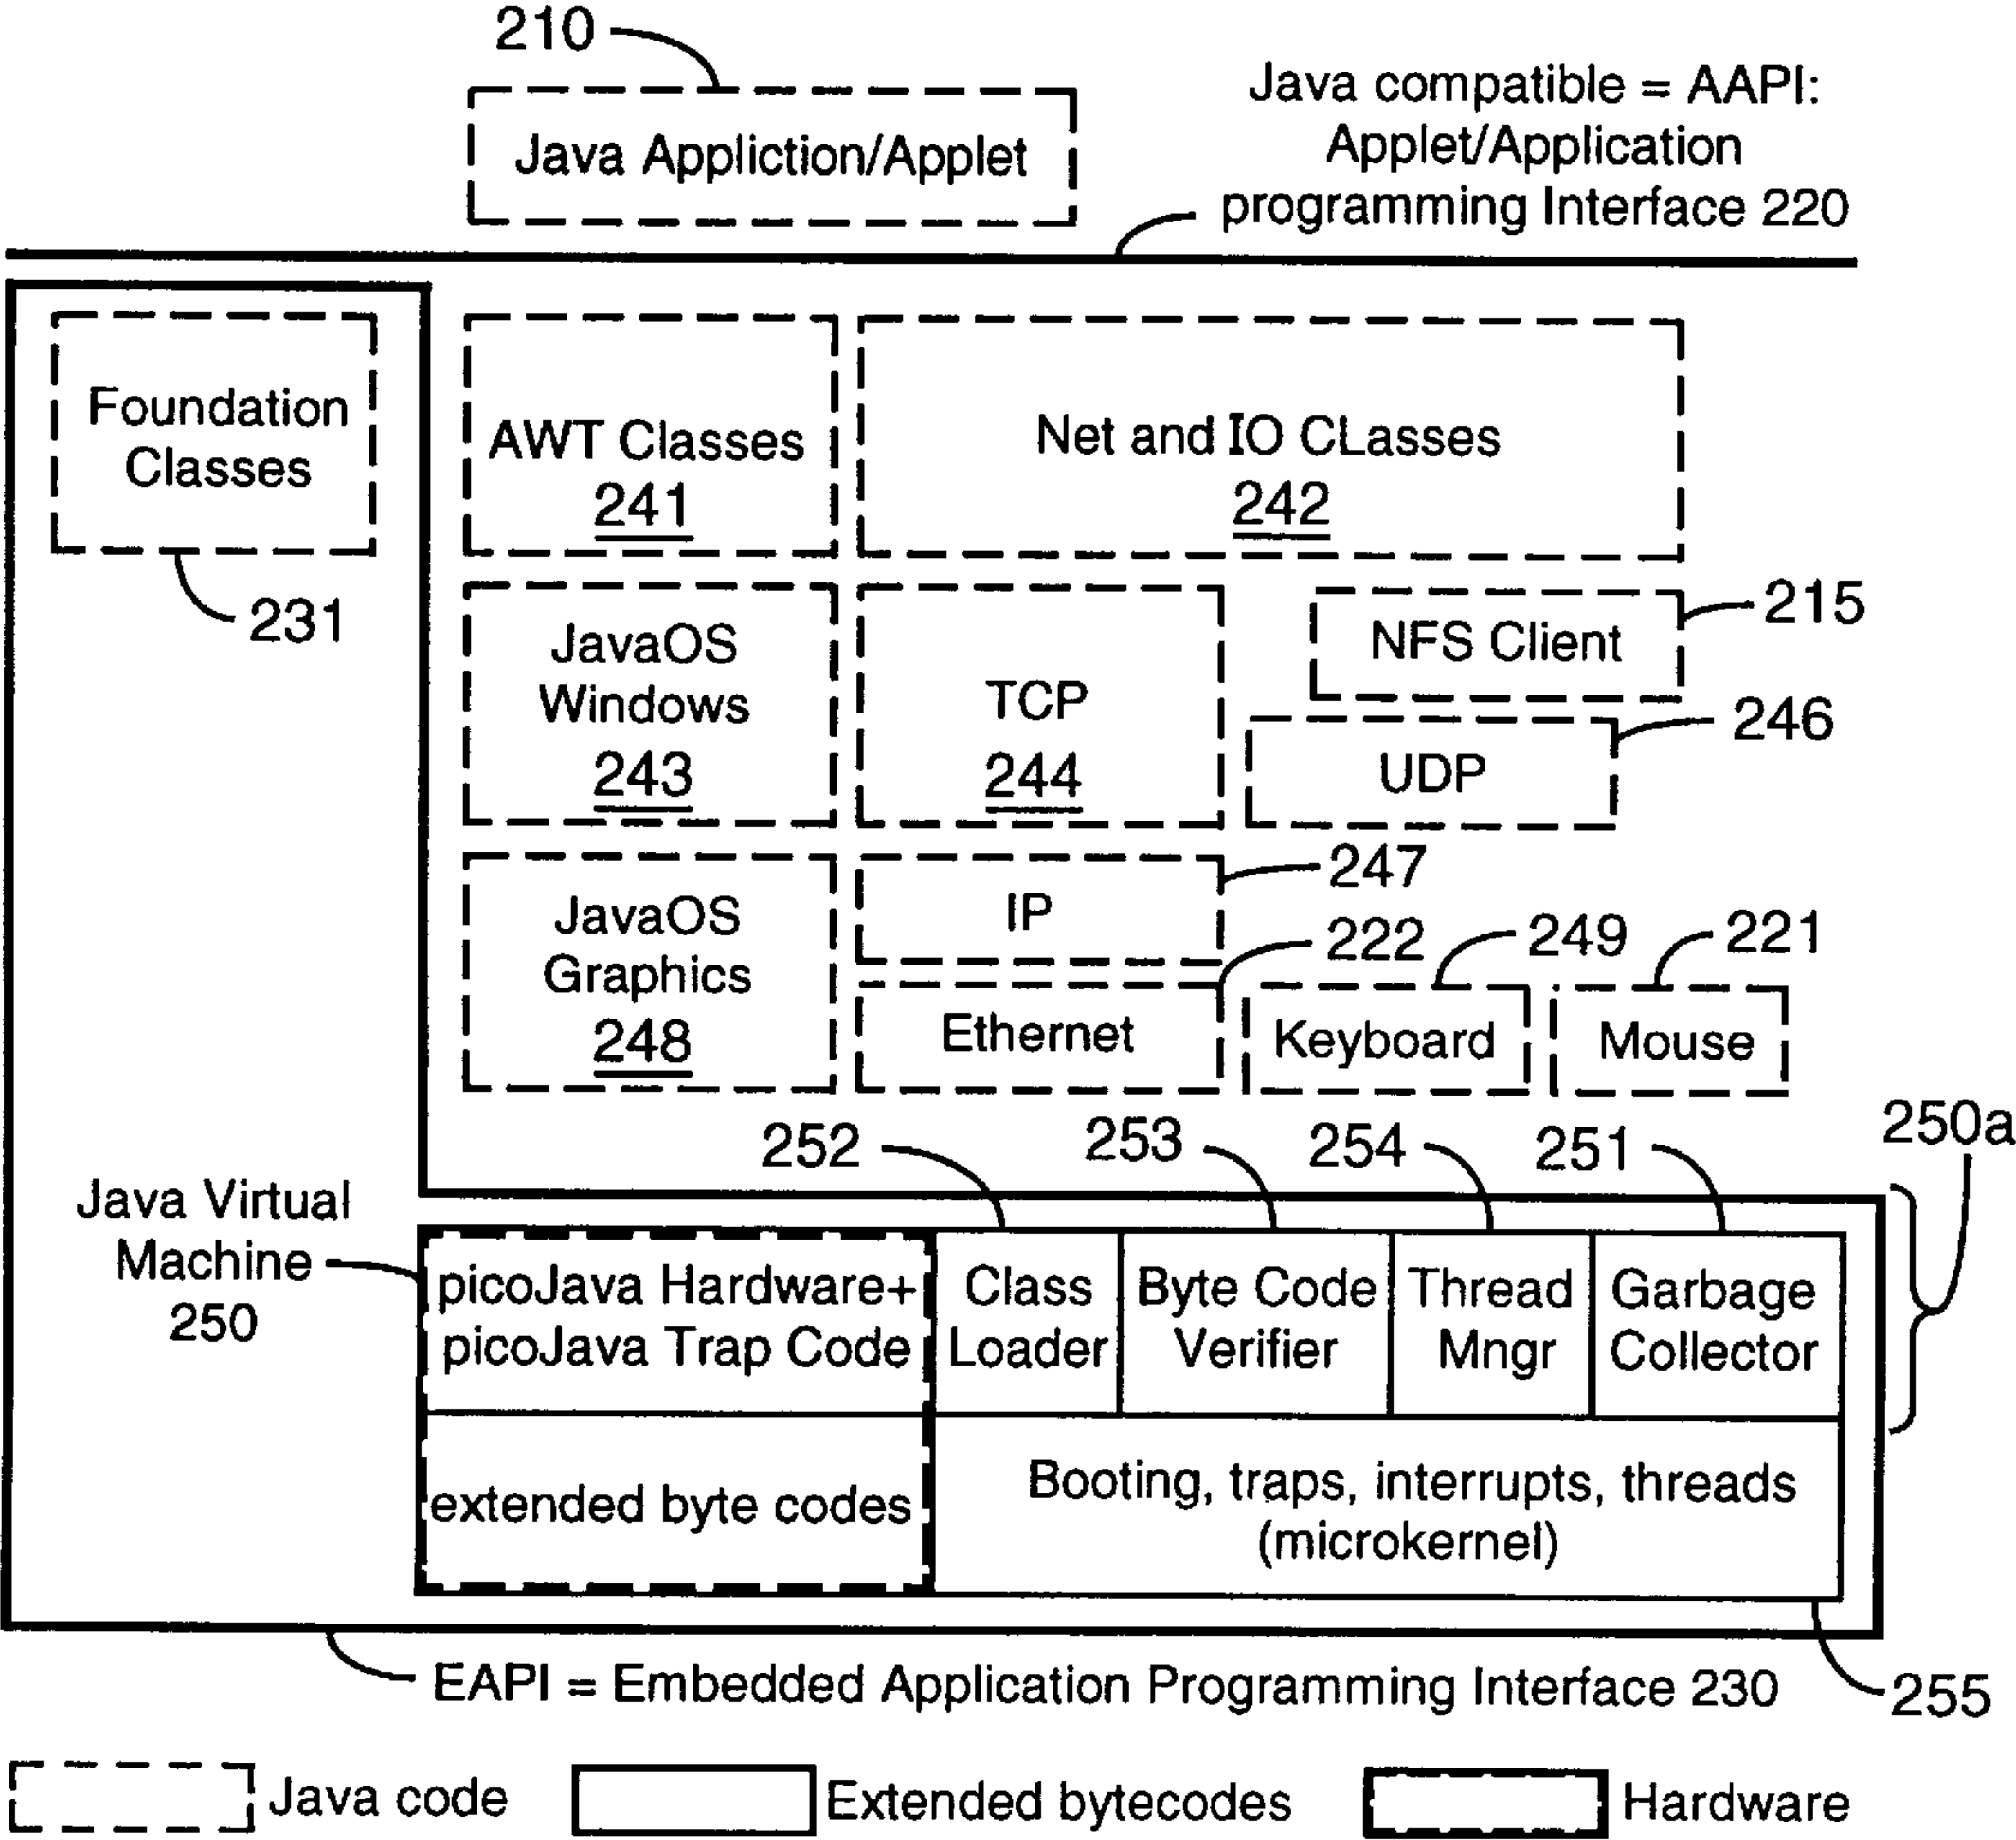 210
Java Appliction/Applet
Java compatible = AAPI:
Applet/Application
programming Interface 220
Foundation
Classes
231
AWT Classes
241
Net and IO CLasses
242
JavaOS
Windows
243
TCP
244
NFS Client
215
UDP
246
JavaOS
Graphics
248
IP
247
Ethernet
222
Keyboard
249
Mouse
221
252
253
254
251
250a
Java Virtual
Machine
250
picoJava Hardware+
picoJava Trap Code
Class
Loader
Byte Code
Verifier
Thread
Mngr
Garbage
Collector
extended byte codes
Booting, traps, interrupts, threads
(microkernel)
EAPI = Embedded Application Programming Interface 230
255
Java code
Extended bytecodes
Hardware